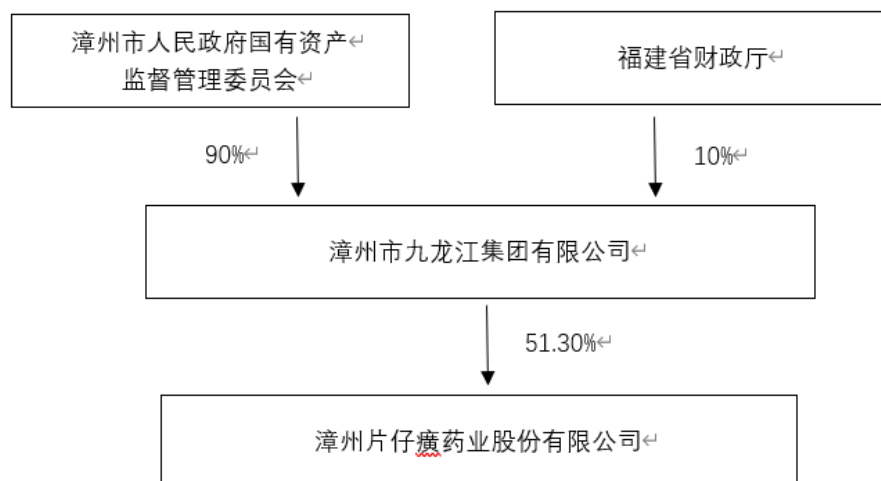 漳州市人民政府国有资产
监督管理委员会
福建省财政厅
90%
10%
漳州市九龙江集团有限公司
51.30%
漳州片仔癀药业股份有限公司